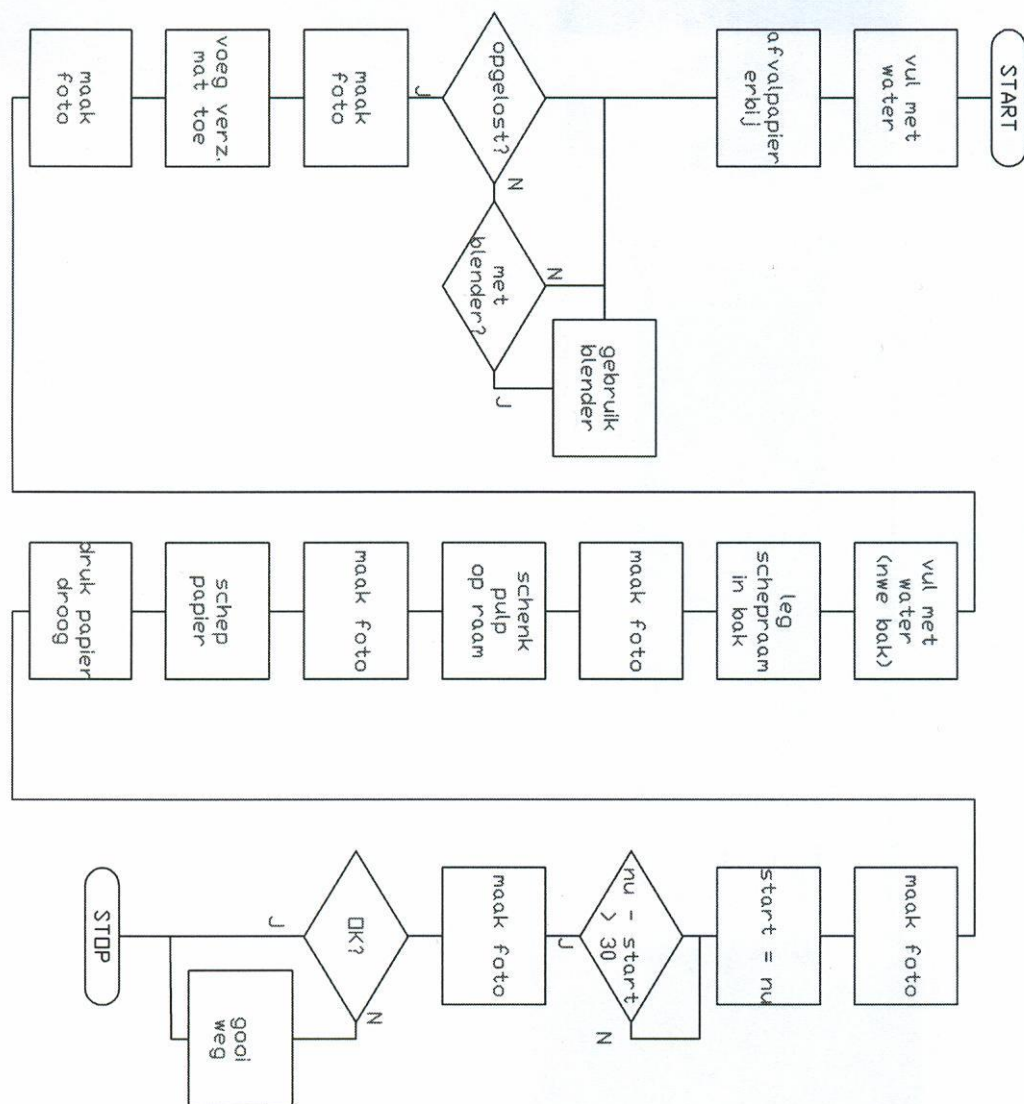 START
vul met
water
afvalpapier
erbij
opgelost?
N
J
met
blender?
N
J
gebruik
blender
maak
foto
voeg verz.
mat toe
maak
foto
vul met
water
(nwe bak)
leg
schepraam
in bak
maak foto
schenk
pulp
op raam
maak foto
schep
papier
druk papier
droog
maak foto
start = nu
nu - start
> 30
N
J
maak foto
OK?
N
J
gooi
weg
STOP